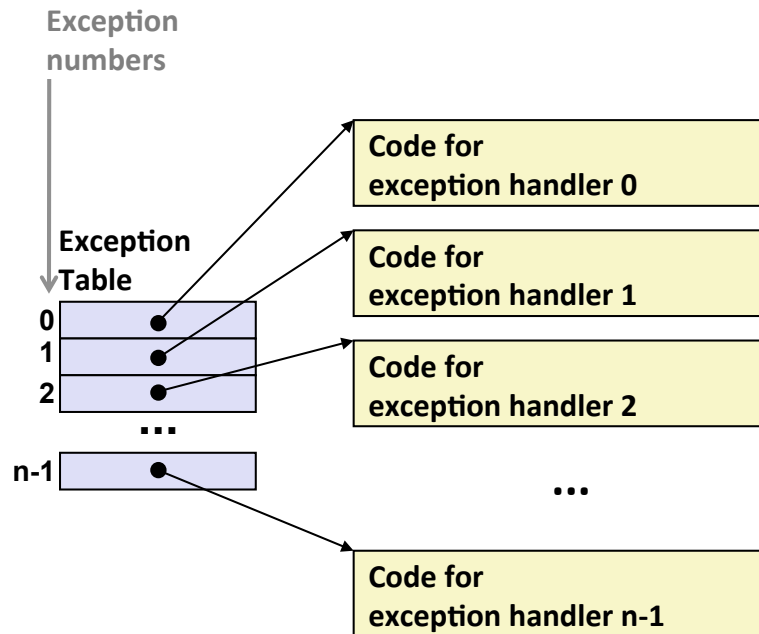 Exception
numbers
Exception
Table
0
1
2
...
n-1
Code for
exception handler 0
Code for
exception handler 1
Code for
exception handler 2
...
Code for
exception handler n-1